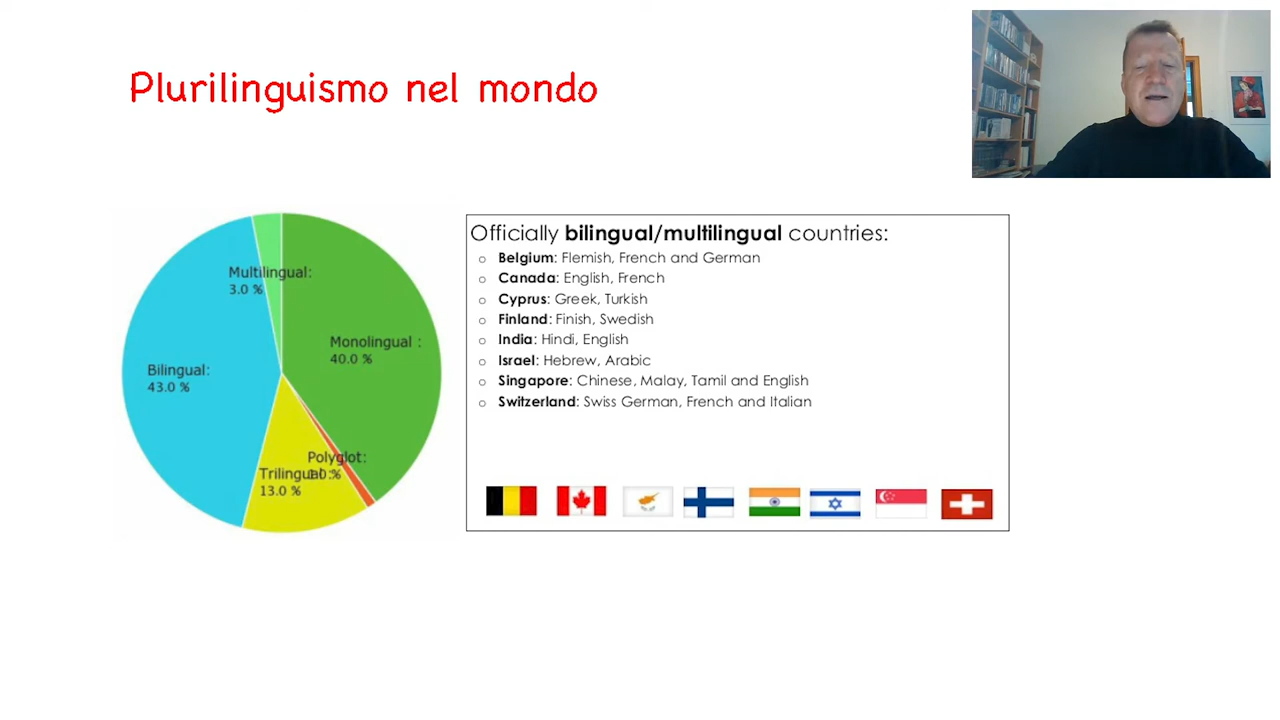 Plurilinguismo nel mondo
Multilingual:
3.0 %
Monolingual :
40.0 %
Bilingual:
43.0 %
Polyglot:
1.0 %
Trilingual :
13.0 %
Officially bilingual/multilingual countries:
o Belgium: Flemish, French and German
o Canada: English, French
o Cyprus: Greek, Turkish
o Finland: Finish, Swedish
o India: Hindi, English
o Israel: Hebrew, Arabic
o Singapore: Chinese, Malay, Tamil and English
o Switzerland: Swiss German, French and Italian